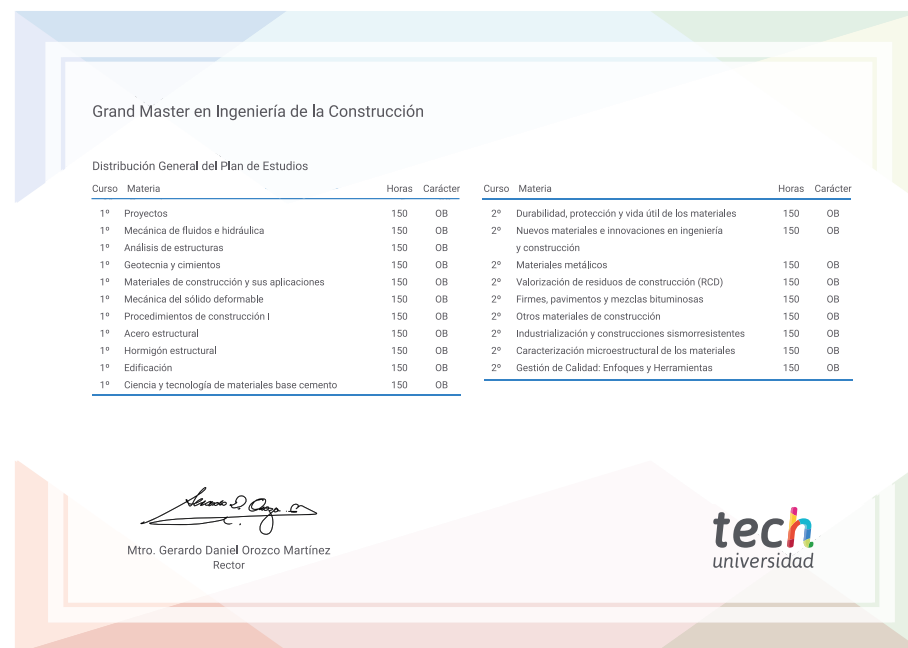 Grand Master en Ingeniería de la Construcción
Distribución General del Plan de Estudios
Curso Materia Horas Carácter
1º Proyectos 150 OB
1º Mecánica de fluidos e hidráulica 150 OB
1º Análisis de estructuras 150 OB
1º Geotecnia y cimientos 150 OB
1º Materiales de construcción y sus aplicaciones 150 OB
1º Mecánica del sólido deformable 150 OB
1º Procedimientos de construcción I 150 OB
1º Acero estructural 150 OB
1º Hormigón estructural 150 OB
1º Edificación 150 OB
1º Ciencia y tecnología de materiales base cemento 150 OB
Curso Materia Horas Carácter
2º Durabilidad, protección y vida útil de los materiales 150 OB
2º Nuevos materiales e innovaciones en ingeniería 150 OB
y construcción
2º Materiales metálicos 150 OB
2º Valorización de residuos de construcción (RCD) 150 OB
2º Firmes, pavimentos y mezclas bituminosas 150 OB
2º Otros materiales de construcción 150 OB
2º Industrialización y construcciones sismorresistentes 150 OB
2º Caracterización microestructural de los materiales 150 OB
2º Gestión de Calidad: Enfoques y Herramientas 150 OB
Mtro. Gerardo Daniel Orozco Martínez
Rector
tech
universidad